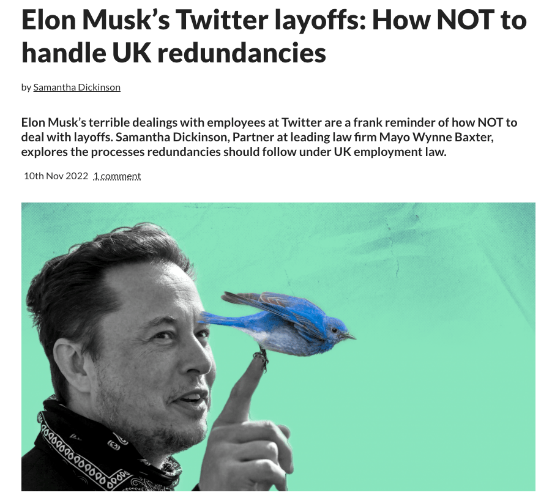 Elon Musk’s Twitter layoffs: How NOT to
handle UK redundancies
by Samantha Dickinson
Elon Musk’s terrible dealings with employees at Twitter are a frank reminder of how NOT to
deal with layoffs. Samantha Dickinson, Partner at leading law firm Mayo Wynne Baxter,
explores the processes redundancies should follow under UK employment law.
10th Nov 2022 1 comment